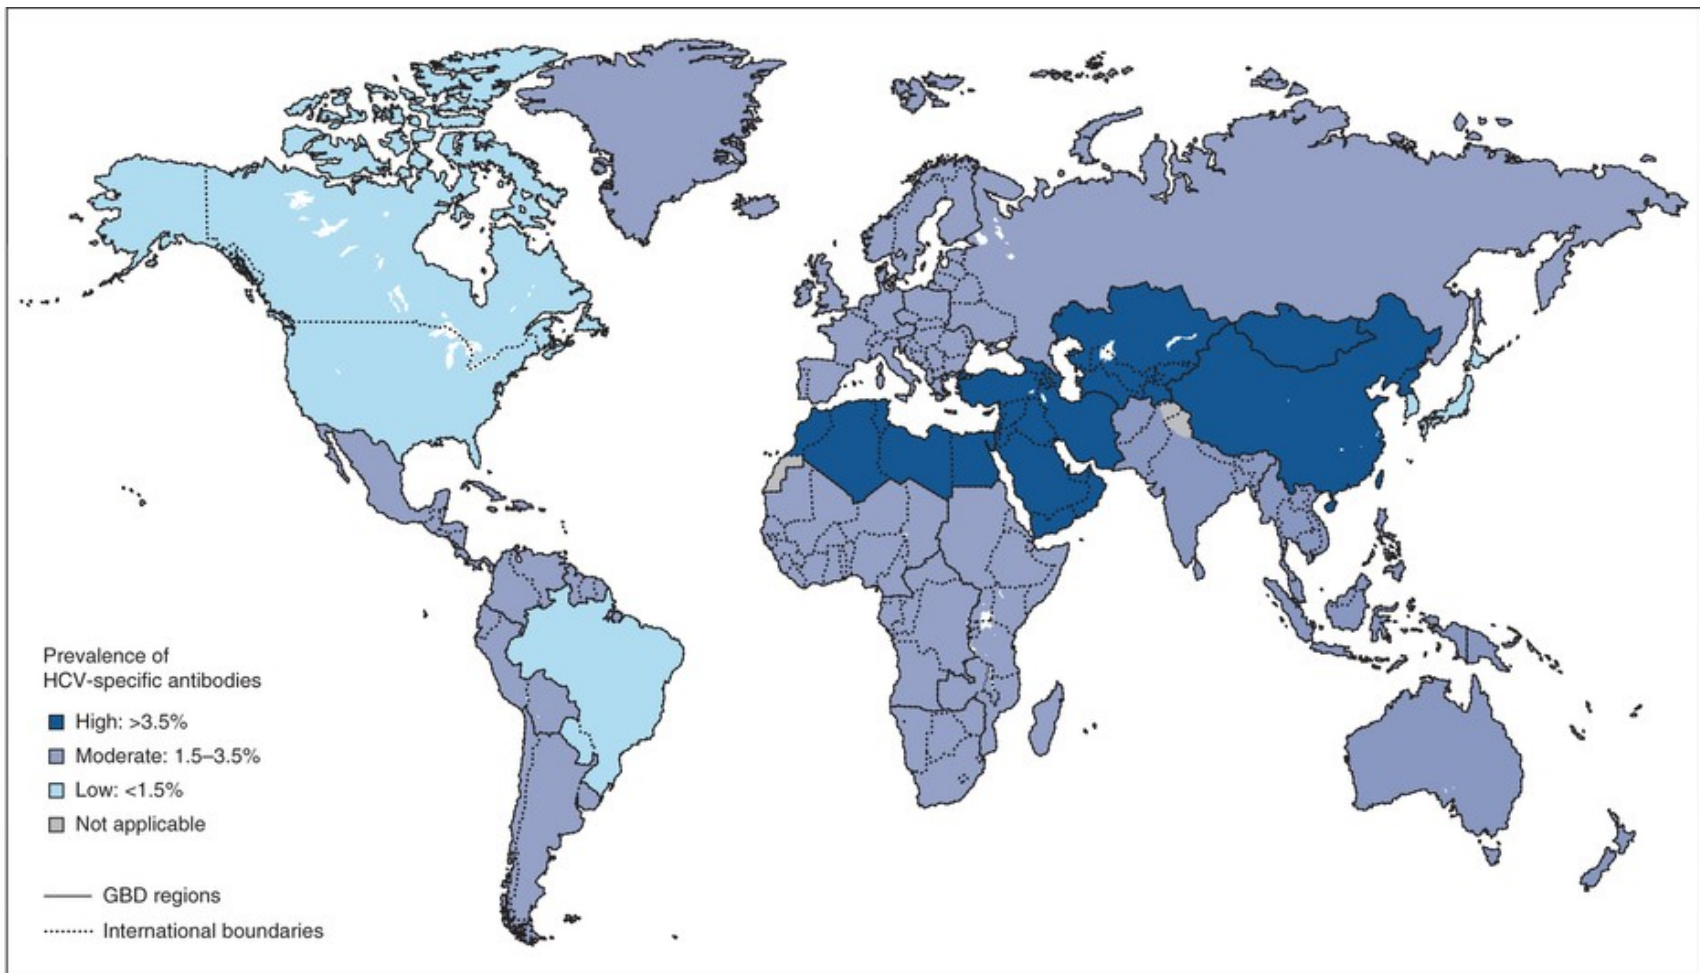 Prevalence of
HCV-specific antibodies
High: >3.5%
Moderate: 1.5–3.5%
Low: <1.5%
Not applicable
GBD regions
International boundaries